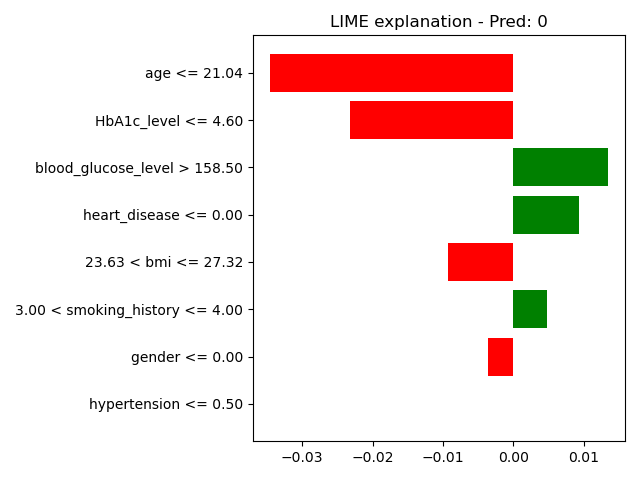 LIME explanation - Pred: 0
age <= 21.04
HbA1c_level <= 4.60
blood_glucose_level > 158.50
heart_disease <= 0.00
23.63 < bmi <= 27.32
3.00 < smoking_history <= 4.00
gender <= 0.00
hypertension <= 0.50
−0.03 −0.02 −0.01 0.00 0.01